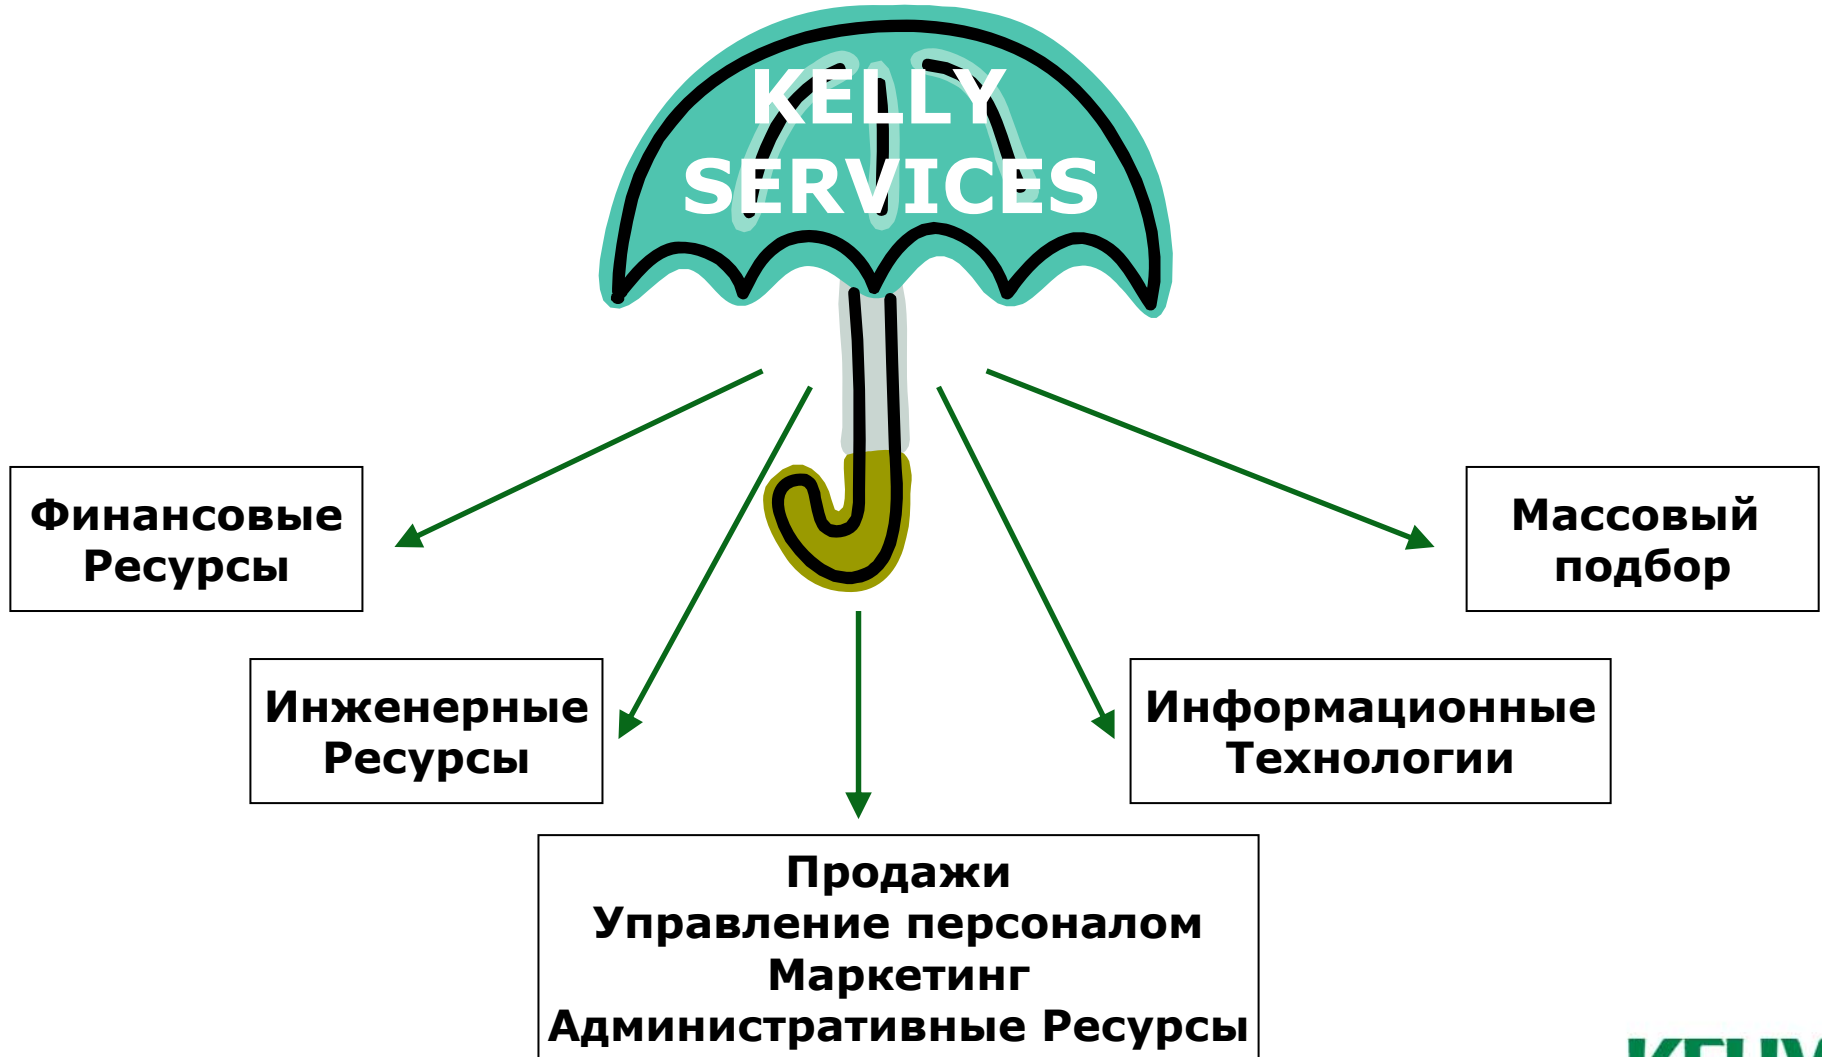 KELLY
SERVICES
Финансовые
Ресурсы
Массовый
подбор
Инженерные
Ресурсы
Информационные
Технологии
Продажи
Управление персоналом
Маркетинг
Административные Ресурсы